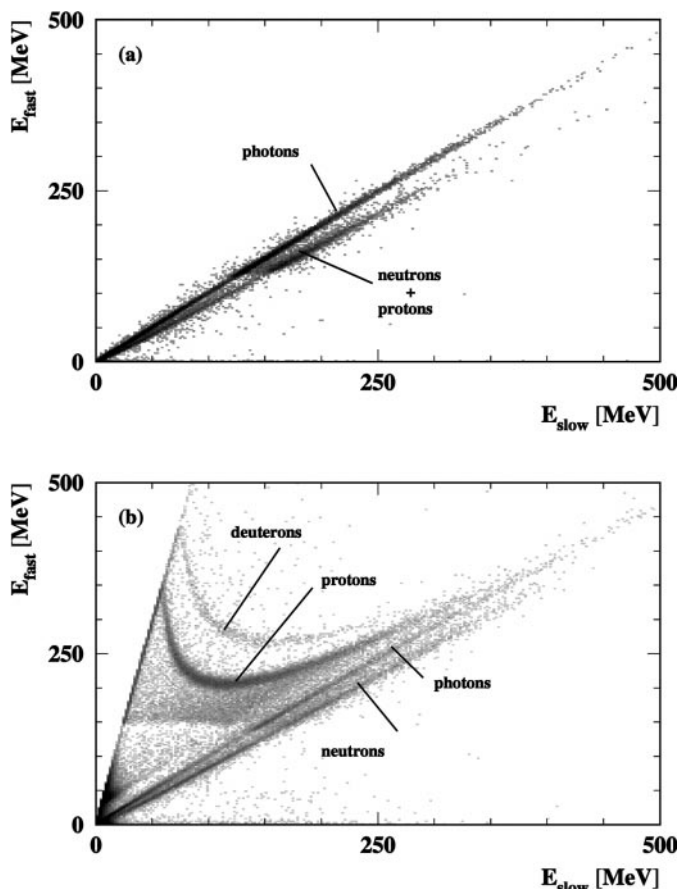 500
(a)
E_fast [MeV]
photons
250
neutrons
+
protons
0
0 250 500
E_slow [MeV]
500
(b)
E_fast [MeV]
deuterons
protons
250
photons
neutrons
0
0 250 500
E_slow [MeV]